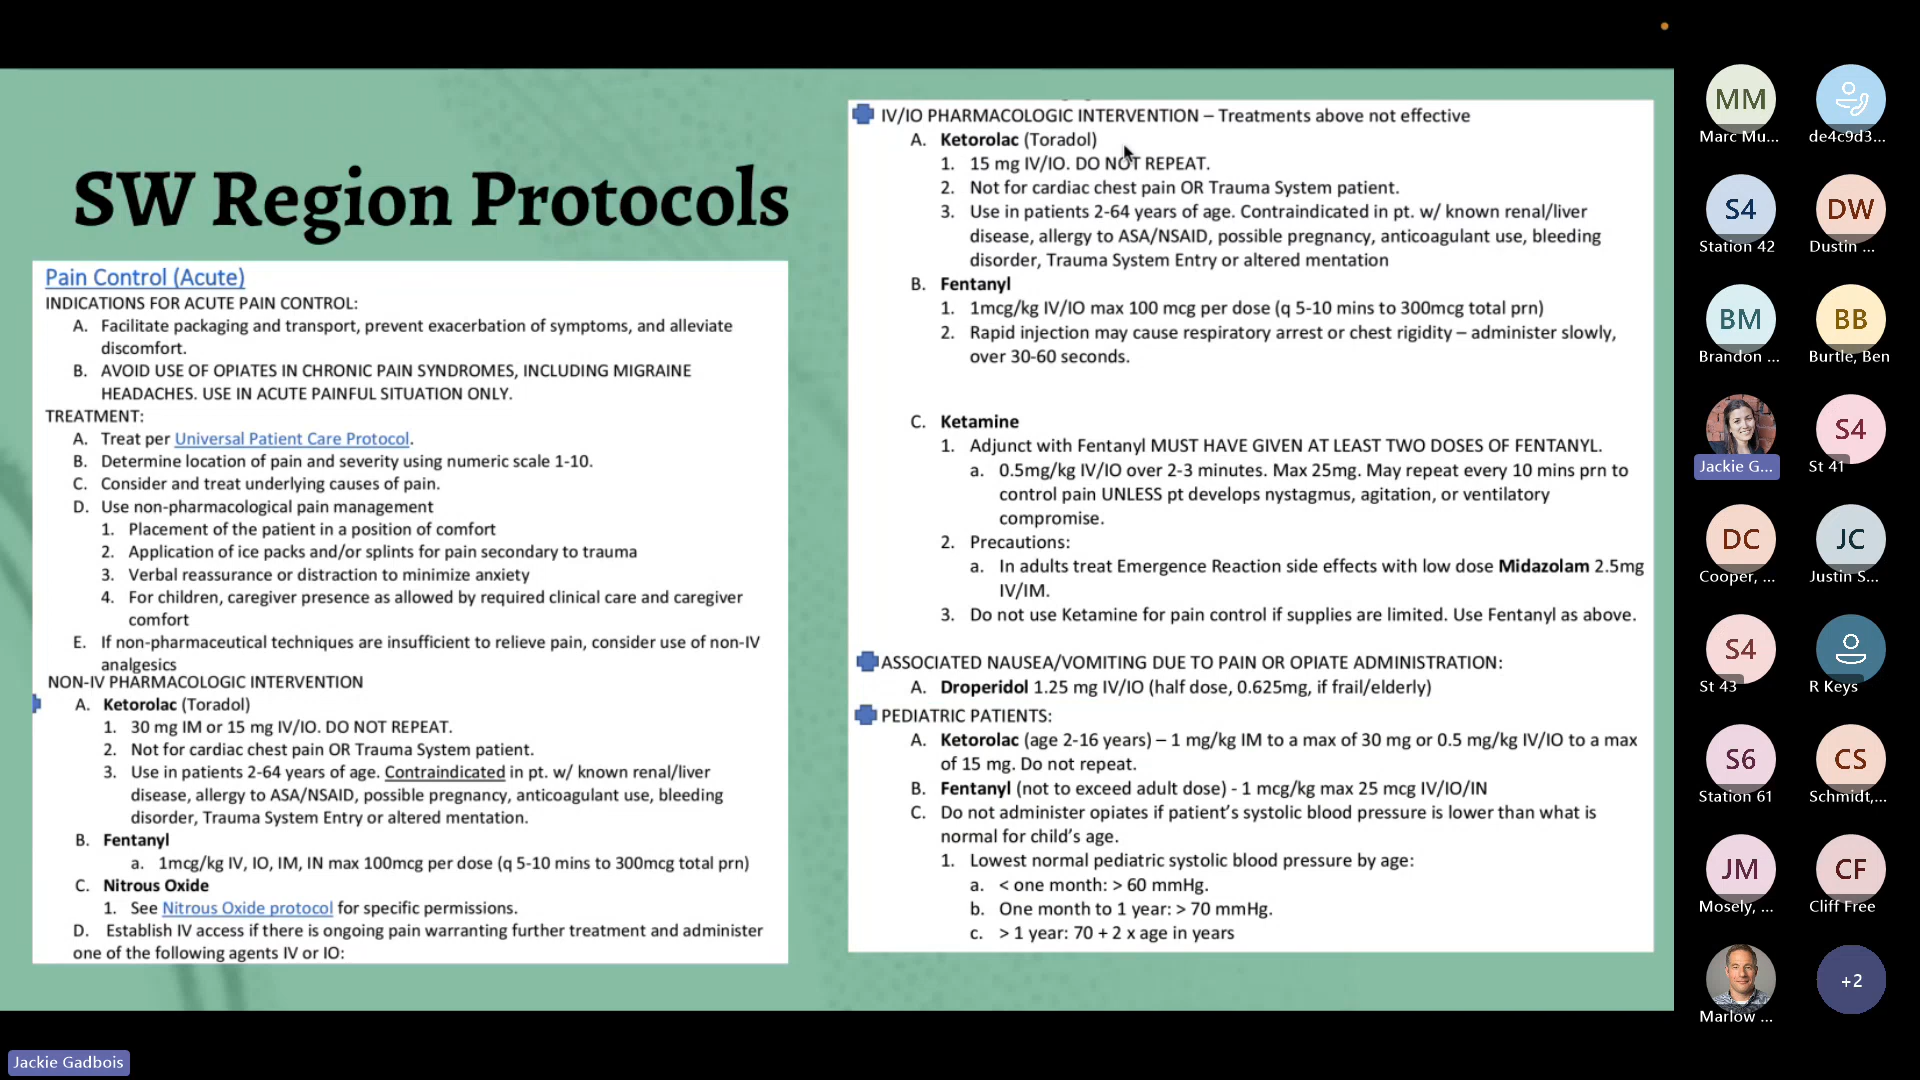 SW Region Protocols
Pain Control (Acute)
INDICATIONS FOR ACUTE PAIN CONTROL:
A. Facilitate packaging and transport, prevent exacerbation of symptoms, and alleviate
discomfort.
B. AVOID USE OF OPIATES IN CHRONIC PAIN SYNDROMES, INCLUDING MIGRAINE
HEADACHES. USE IN ACUTE PAINFUL SITUATION ONLY.
TREATMENT:
A. Treat per Universal Patient Care Protocol.
B. Determine location of pain and severity using numeric scale 1-10.
C. Consider and treat underlying causes of pain.
D. Use non-pharmacological pain management
1. Placement of the patient in a position of comfort
2. Application of ice packs and/or splints for pain secondary to trauma
3. Verbal reassurance or distraction to minimize anxiety
4. For children, caregiver presence as allowed by required clinical care and caregiver
comfort
E. If non-pharmaceutical techniques are insufficient to relieve pain, consider use of non-IV
analgesics
NON-IV PHARMACOLOGIC INTERVENTION
A. Ketorolac (Toradol)
1. 30 mg IM or 15 mg IV/IO. DO NOT REPEAT.
2. Not for cardiac chest pain OR Trauma System patient.
3. Use in patients 2-64 years of age. Contraindicated in pt. w/ known renal/liver
disease, allergy to ASA/NSAID, possible pregnancy, anticoagulant use, bleeding
disorder, Trauma System Entry or altered mentation.
B. Fentanyl
a. 1mcg/kg IV, IO, IM, IN max 100mcg per dose (q 5-10 mins to 300mcg total prn)
C. Nitrous Oxide
1. See Nitrous Oxide protocol for specific permissions.
D. Establish IV access if there is ongoing pain warranting further treatment and administer
one of the following agents IV or IO:
IV/IO PHARMACOLOGIC INTERVENTION – Treatments above not effective
A. Ketorolac (Toradol)
1. 15 mg IV/IO. DO NOT REPEAT.
2. Not for cardiac chest pain OR Trauma System patient.
3. Use in patients 2-64 years of age. Contraindicated in pt. w/ known renal/liver
disease, allergy to ASA/NSAID, possible pregnancy, anticoagulant use, bleeding
disorder, Trauma System Entry or altered mentation
B. Fentanyl
1. 1mcg/kg IV/IO max 100 mcg per dose (q 5-10 mins to 300mcg total prn)
2. Rapid injection may cause respiratory arrest or chest rigidity – administer slowly,
over 30-60 seconds.
C. Ketamine
1. Adjunct with Fentanyl MUST HAVE GIVEN AT LEAST TWO DOSES OF FENTANYL.
a. 0.5mg/kg IV/IO over 2-3 minutes. Max 25mg. May repeat every 10 mins prn to
control pain UNLESS pt develops nystagmus, agitation, or ventilatory
compromise.
2. Precautions:
a. In adults treat Emergence Reaction side effects with low dose Midazolam 2.5mg
IV/IM.
3. Do not use Ketamine for pain control if supplies are limited. Use Fentanyl as above.
ASSOCIATED NAUSEA/VOMITING DUE TO PAIN OR OPIATE ADMINISTRATION:
A. Droperidol 1.25 mg IV/IO (half dose, 0.625mg, if frail/elderly)
PEDIATRIC PATIENTS:
A. Ketorolac (age 2-16 years) – 1 mg/kg IM to a max of 30 mg or 0.5 mg/kg IV/IO to a max
of 15 mg. Do not repeat.
B. Fentanyl (not to exceed adult dose) - 1 mcg/kg max 25 mcg IV/IO/IN
C. Do not administer opiates if patient's systolic blood pressure is lower than what is
normal for child's age.
1. Lowest normal pediatric systolic blood pressure by age:
a. < one month: > 60 mmHg.
b. One month to 1 year: > 70 mmHg.
c. > 1 year: 70 + 2 x age in years
MM
Marc Mu...
de4c9d3...
S4
Station 42
DW
Dustin ...
BM
Brandon ...
BB
Burtle, Ben
Jackie G...
S4
St 41
DC
Cooper, ...
JC
Justin S...
S4
St 43
R Keys
S6
Station 61
CS
Schmidt,...
JM
Mosely, ...
CF
Cliff Free
Marlow ...
+2
Jackie Gadbois